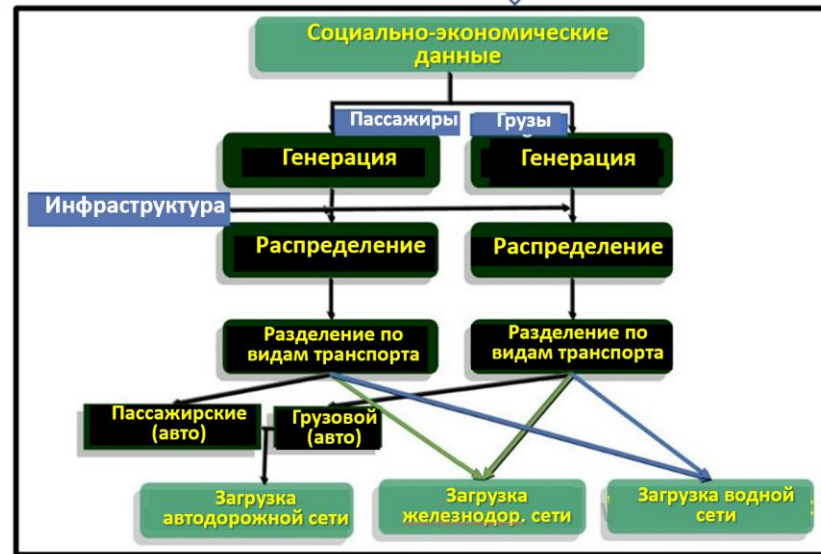 Социально-экономические
данные
Пассажиры
Грузы
Генерация
Генерация
Инфраструктура
Распределение
Распределение
Разделение по
видам транспорта
Разделение по
видам транспорта
Пассажирские
(авто)
Грузовой
(авто)
Загрузка
автодорожной сети
Загрузка
железнодор. сети
Загрузка водной
сети